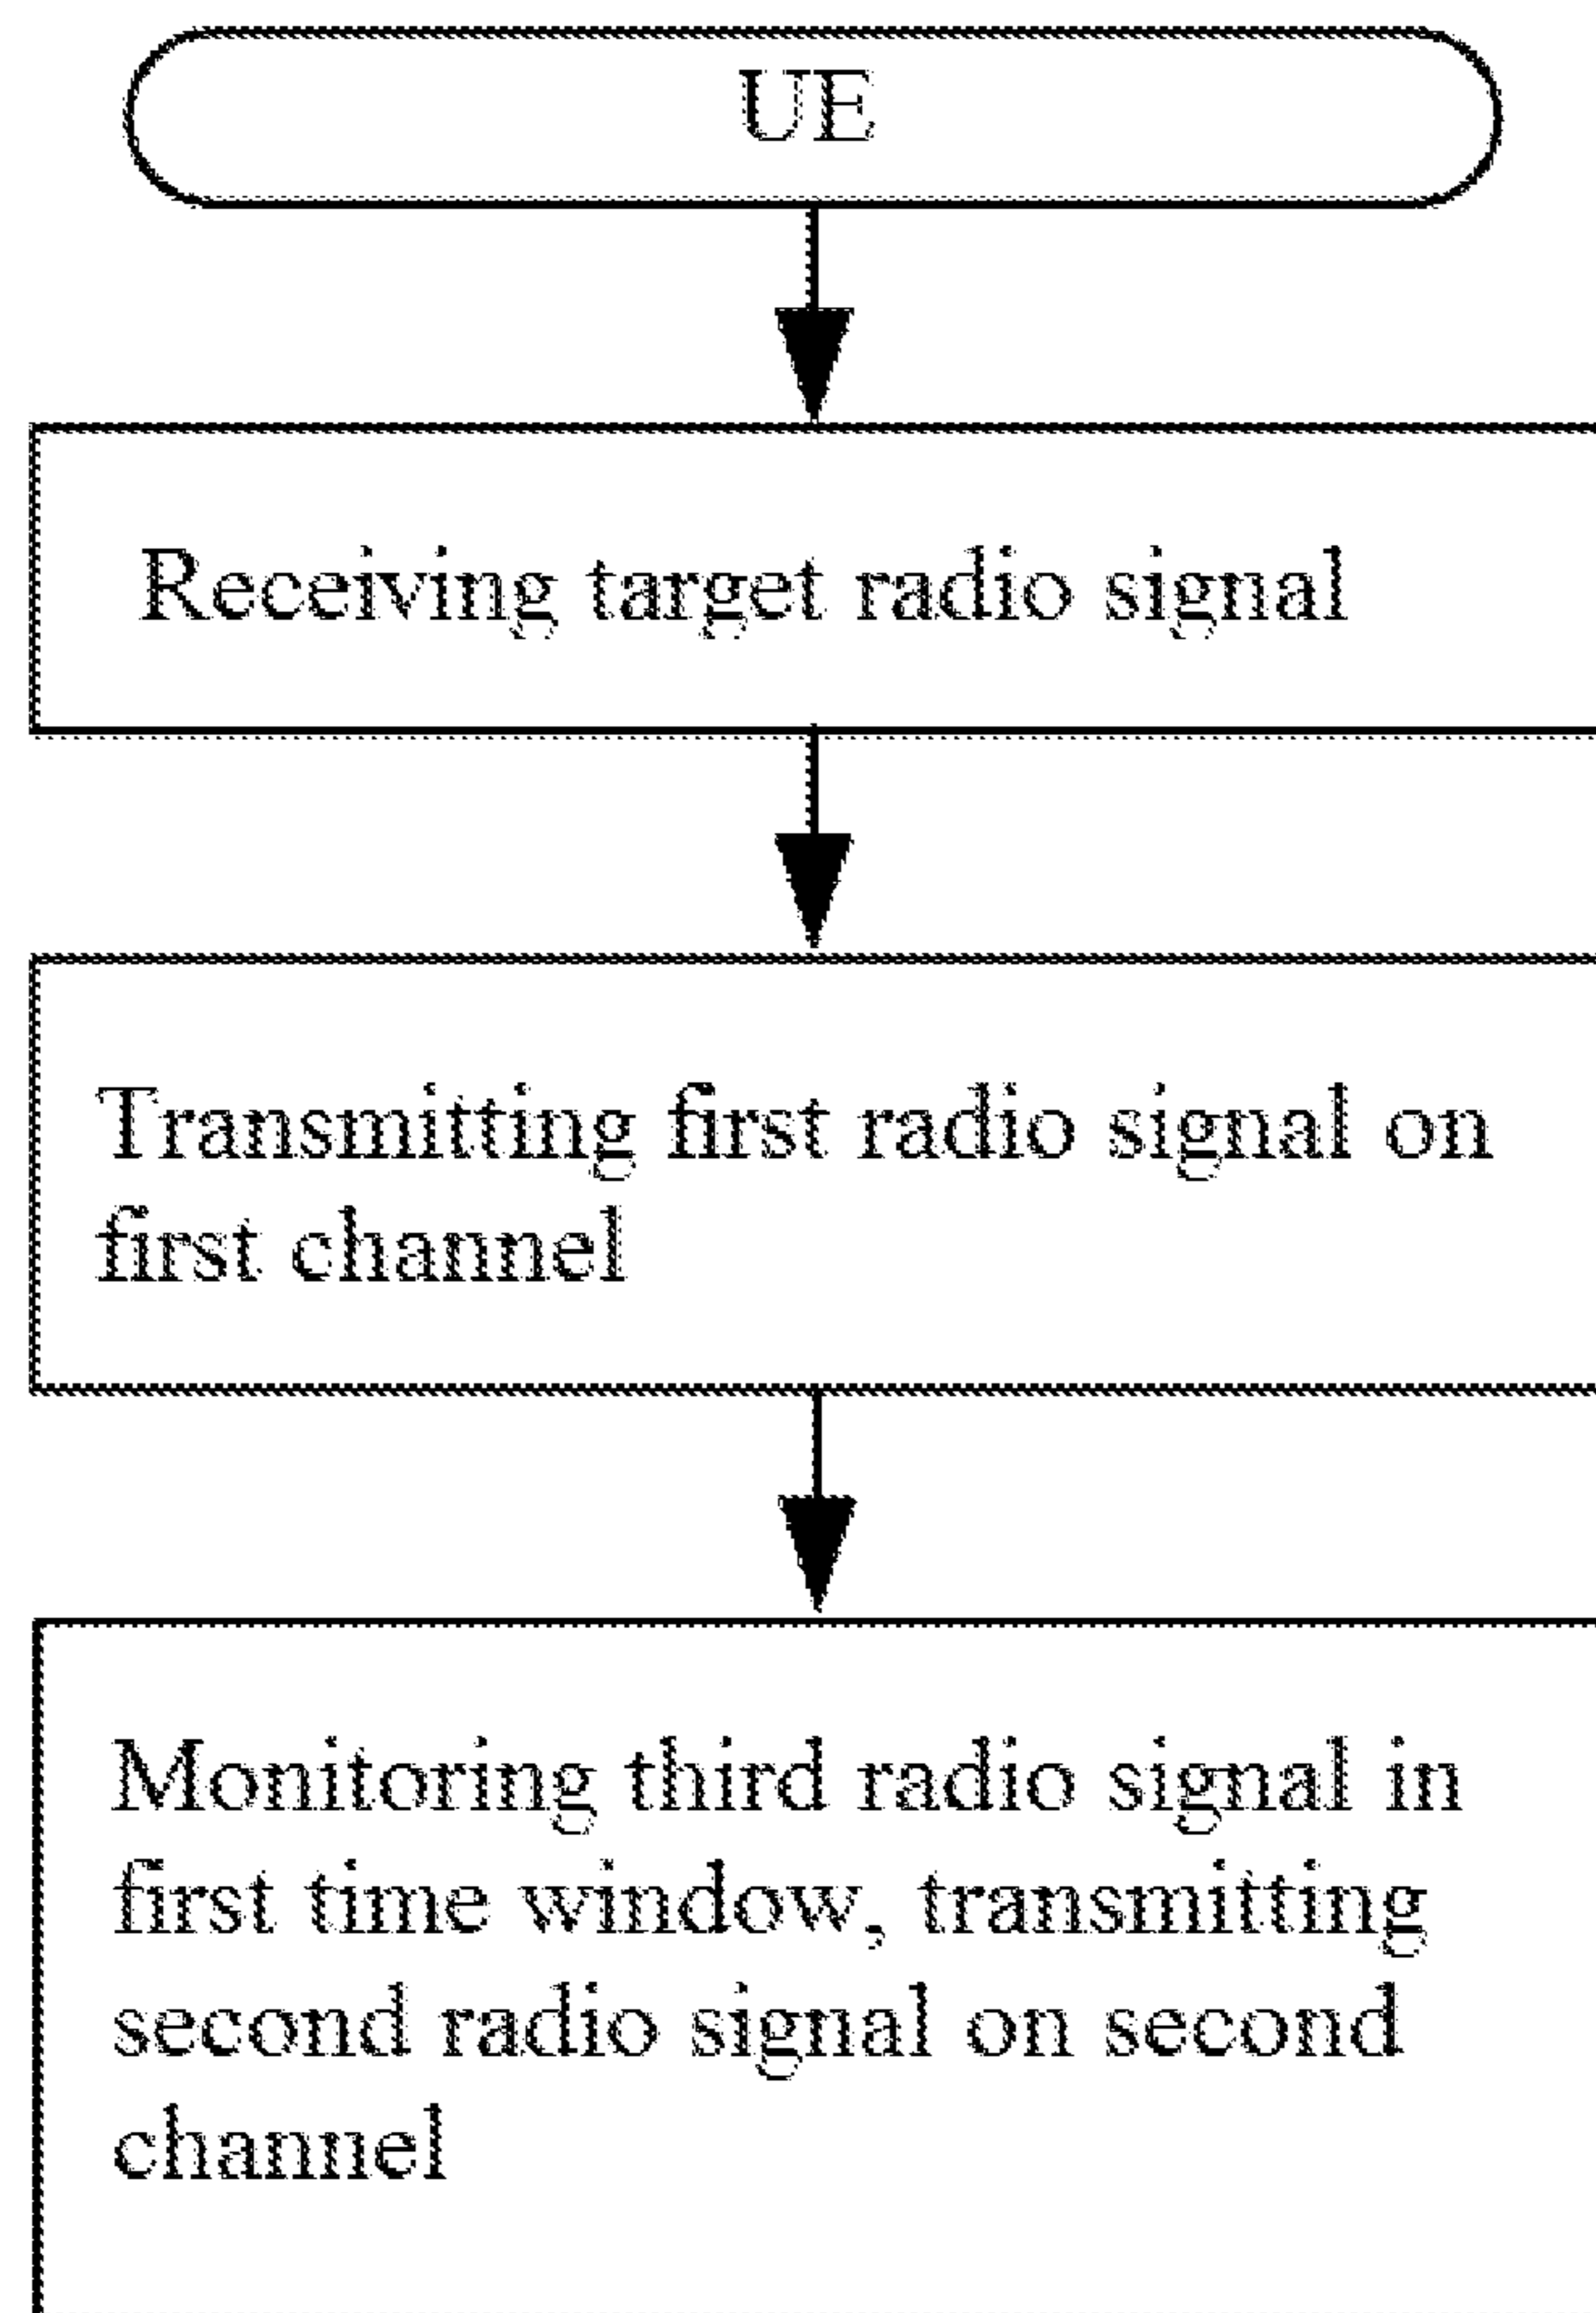 UE
Receiving target radio signal
Transmitting first radio signal on
first channel
Monitoring third radio signal in
first time window, transmitting
second radio signal on second
channel